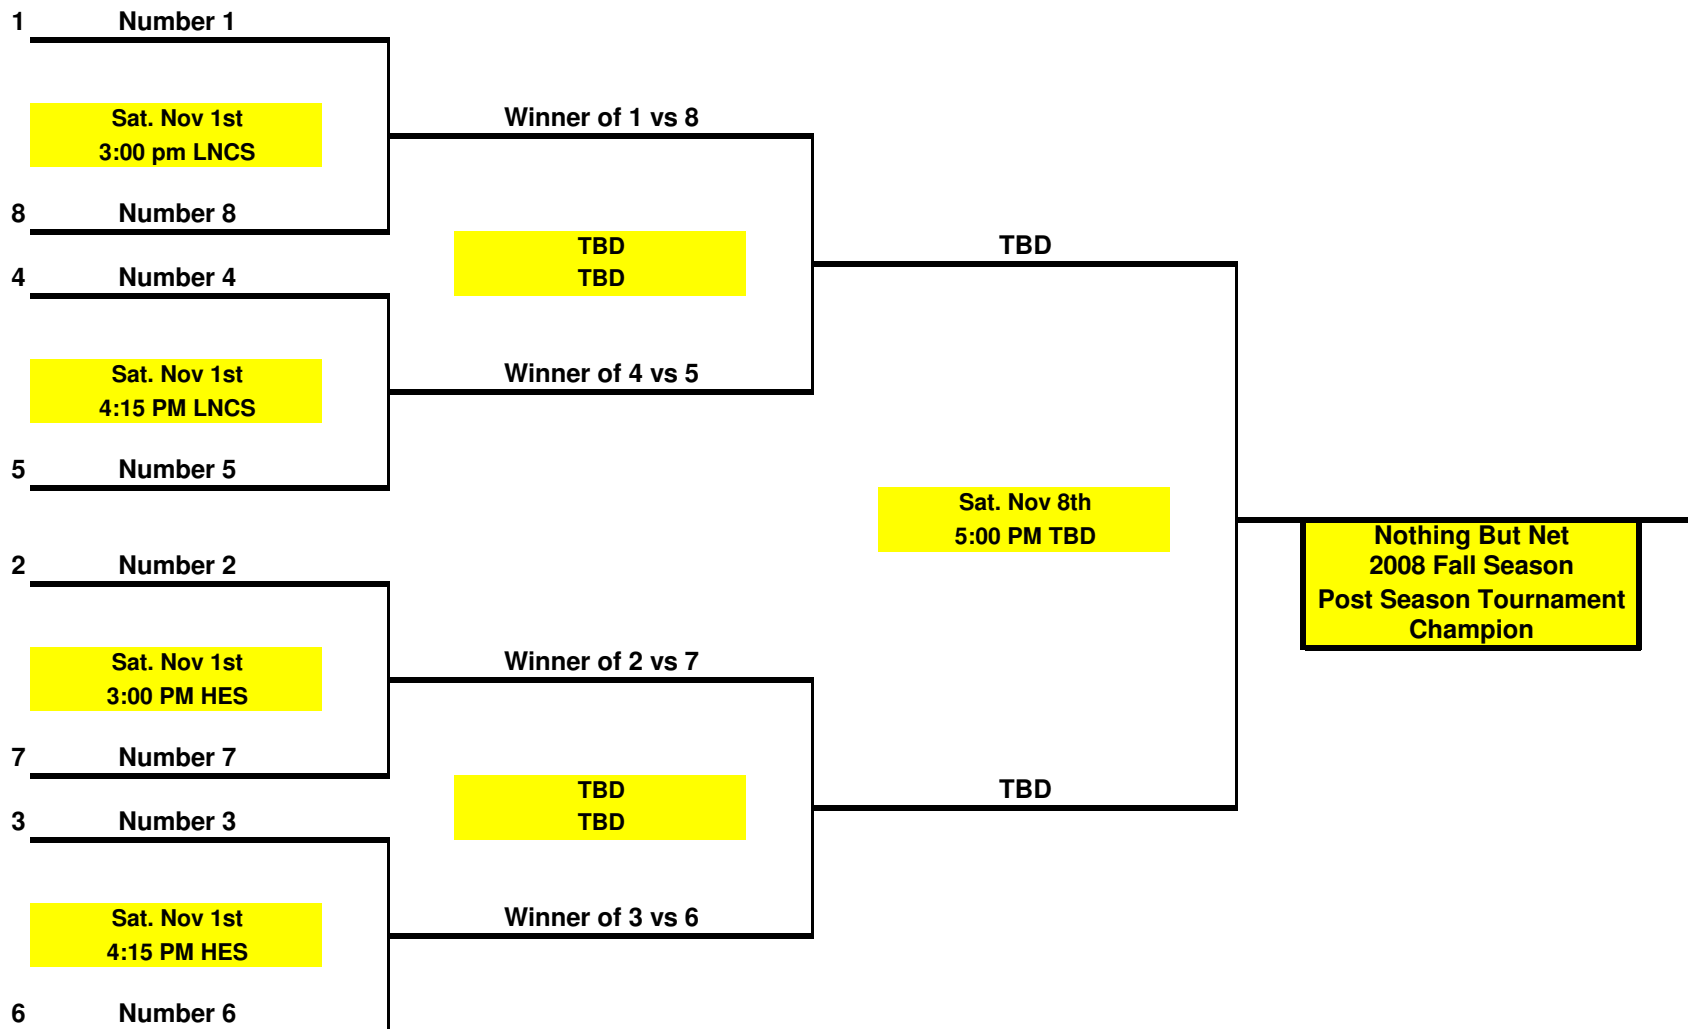 1 Number 1
Sat. Nov 1st
3:00 pm LNCS
Winner of 1 vs 8
8 Number 8
TBD
TBD
TBD
4 Number 4
Sat. Nov 1st
4:15 PM LNCS
Winner of 4 vs 5
5 Number 5
Sat. Nov 8th
5:00 PM TBD
Nothing But Net
2008 Fall Season
Post Season Tournament
Champion
2 Number 2
Sat. Nov 1st
3:00 PM HES
Winner of 2 vs 7
7 Number 7
TBD
TBD
TBD
3 Number 3
Sat. Nov 1st
4:15 PM HES
Winner of 3 vs 6
6 Number 6